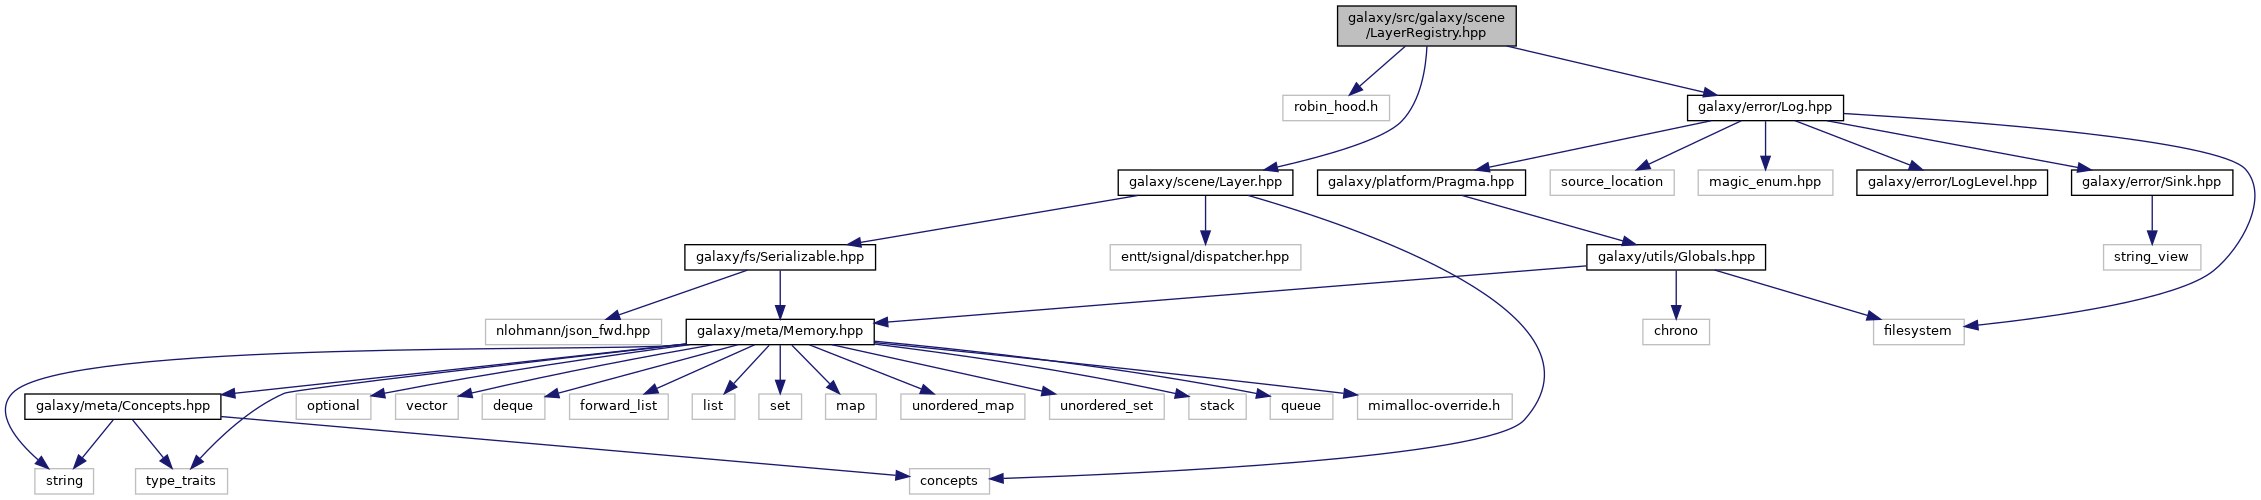 galaxy/src/galaxy/scene
/LayerRegistry.hpp
robin_hood.h
galaxy/error/Log.hpp
galaxy/scene/Layer.hpp
galaxy/platform/Pragma.hpp
source_location
magic_enum.hpp
galaxy/error/LogLevel.hpp
galaxy/error/Sink.hpp
galaxy/fs/Serializable.hpp
entt/signal/dispatcher.hpp
galaxy/utils/Globals.hpp
string_view
nlohmann/json_fwd.hpp
galaxy/meta/Memory.hpp
chrono
filesystem
galaxy/meta/Concepts.hpp
optional
vector
deque
forward_list
list
set
map
unordered_map
unordered_set
stack
queue
mimalloc-override.h
string
type_traits
concepts